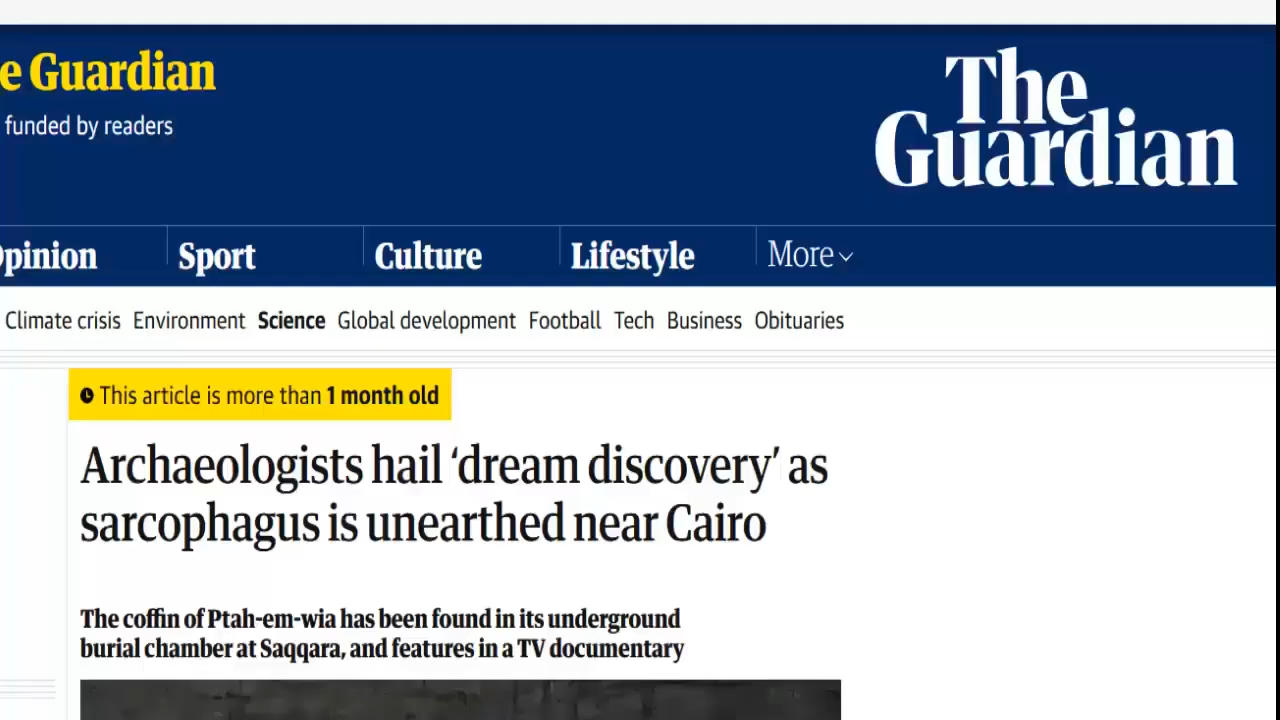 e Guardian
funded by readers
The
Guardian
pinion
Sport
Culture
Lifestyle
More
Climate crisis
Environment
Science
Global development
Football
Tech
Business
Obituaries
This article is more than 1 month old
Archaeologists hail ‘dream discovery’ as
sarcophagus is unearthed near Cairo
The coffin of Ptah-em-wia has been found in its underground
burial chamber at Saqqara, and features in a TV documentary